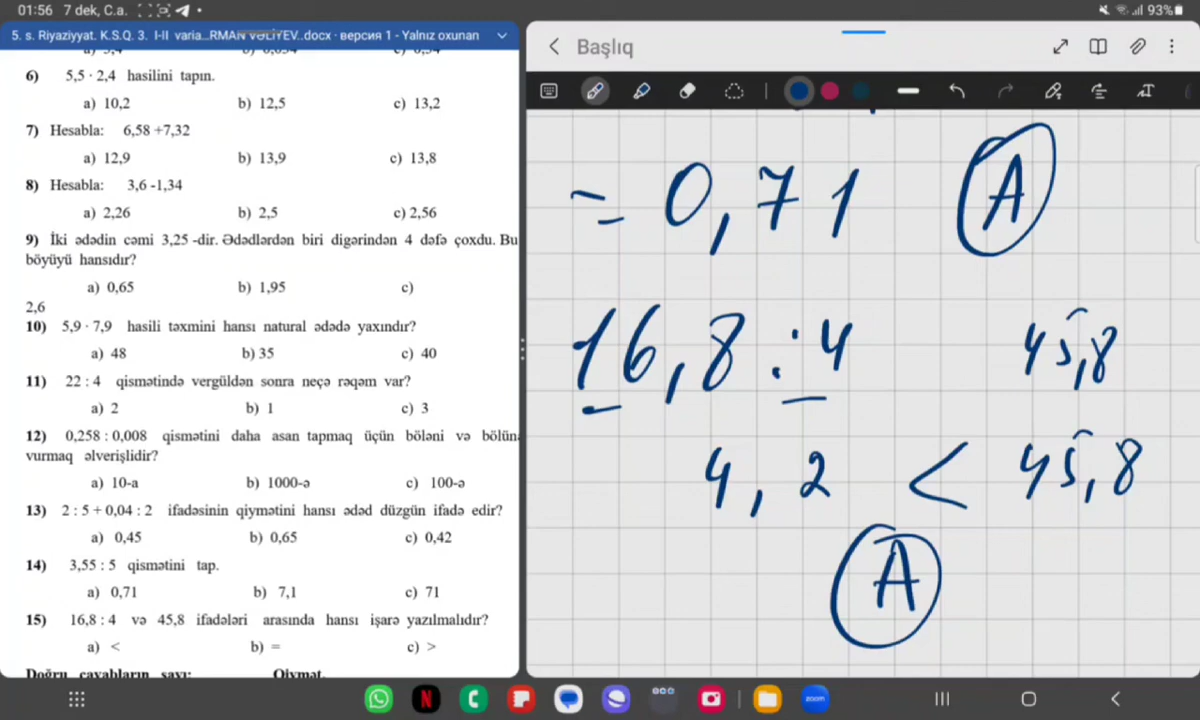 01:56 7 dek, C.a. 93%
5. s. Riyaziyyat. K.S.Q. 3. I-II varia...RMAN VƏLİYEV..docx · версия 1 - Yalnız oxunan
6) 5,5 · 2,4 hasilini tapın.
a) 10,2 b) 12,5 c) 13,2
7) Hesabla: 6,58 +7,32
a) 12,9 b) 13,9 c) 13,8
8) Hesabla: 3,6 -1,34
a) 2,26 b) 2,5 c) 2,56
9) İki ədədin cəmi 3,25 -dir. Ədədlərdən biri digərindən 4 dəfə çoxdu. Bu
böyüyü hansıdır?
a) 0,65 b) 1,95 c)
2,6
10) 5,9 · 7,9 hasili təxmini hansı natural ədədə yaxındır?
a) 48 b) 35 c) 40
11) 22 : 4 qismətində vergüldən sonra neçə rəqəm var?
a) 2 b) 1 c) 3
12) 0,258 : 0,008 qismətini daha asan tapmaq üçün böləni və bölün
vurmaq əlverişlidir?
a) 10-a b) 1000-ə c) 100-ə
13) 2 : 5 + 0,04 : 2 ifadəsinin qiymətini hansı ədəd düzgün ifadə edir?
a) 0,45 b) 0,65 c) 0,42
14) 3,55 : 5 qismətini tap.
a) 0,71 b) 7,1 c) 71
15) 16,8 : 4 və 45,8 ifadələri arasında hansı işarə yazılmalıdır?
a) < b) = c) >
Doğru cavabların sayı: Qiymət
Başlıq
= 0,71 A
16,8 : 4 45,8
4,2 < 45,8
A
zoom